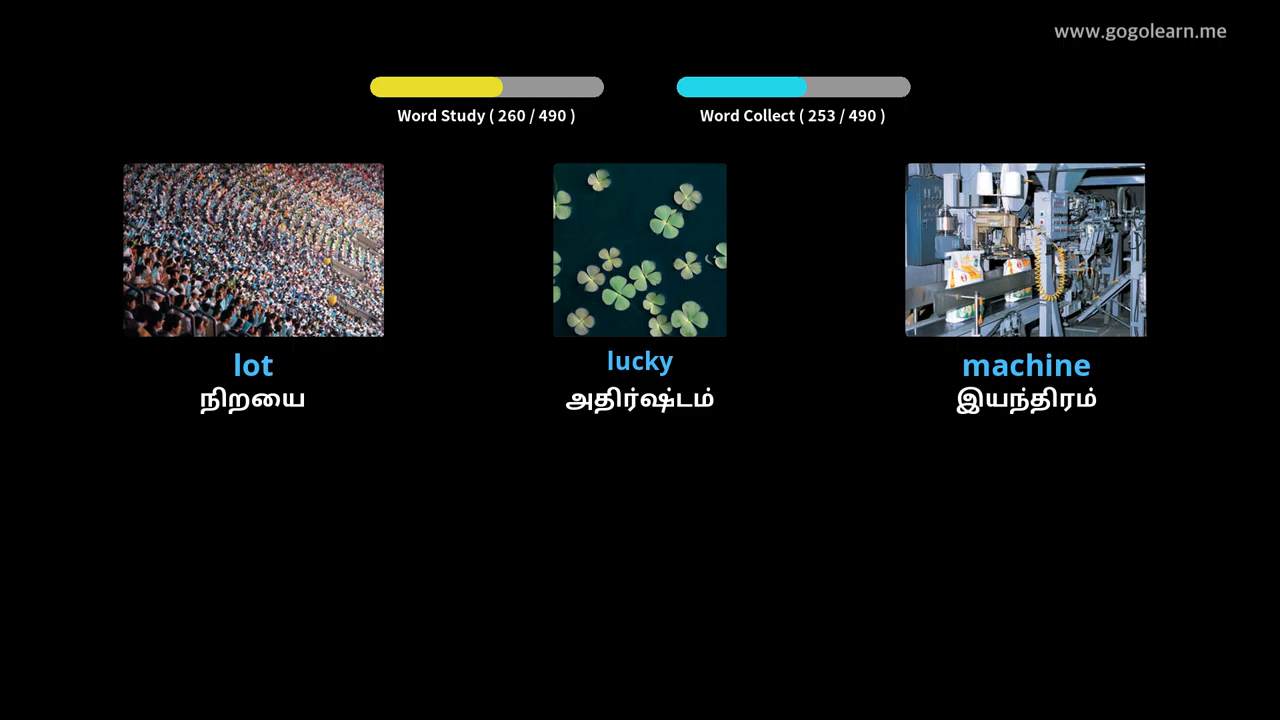 www.gogolearn.me
Word Study ( 260 / 490 )
Word Collect ( 253 / 490 )
lot
நிறயை
lucky
அதிர்ஷ்டம்
machine
இயந்திரம்